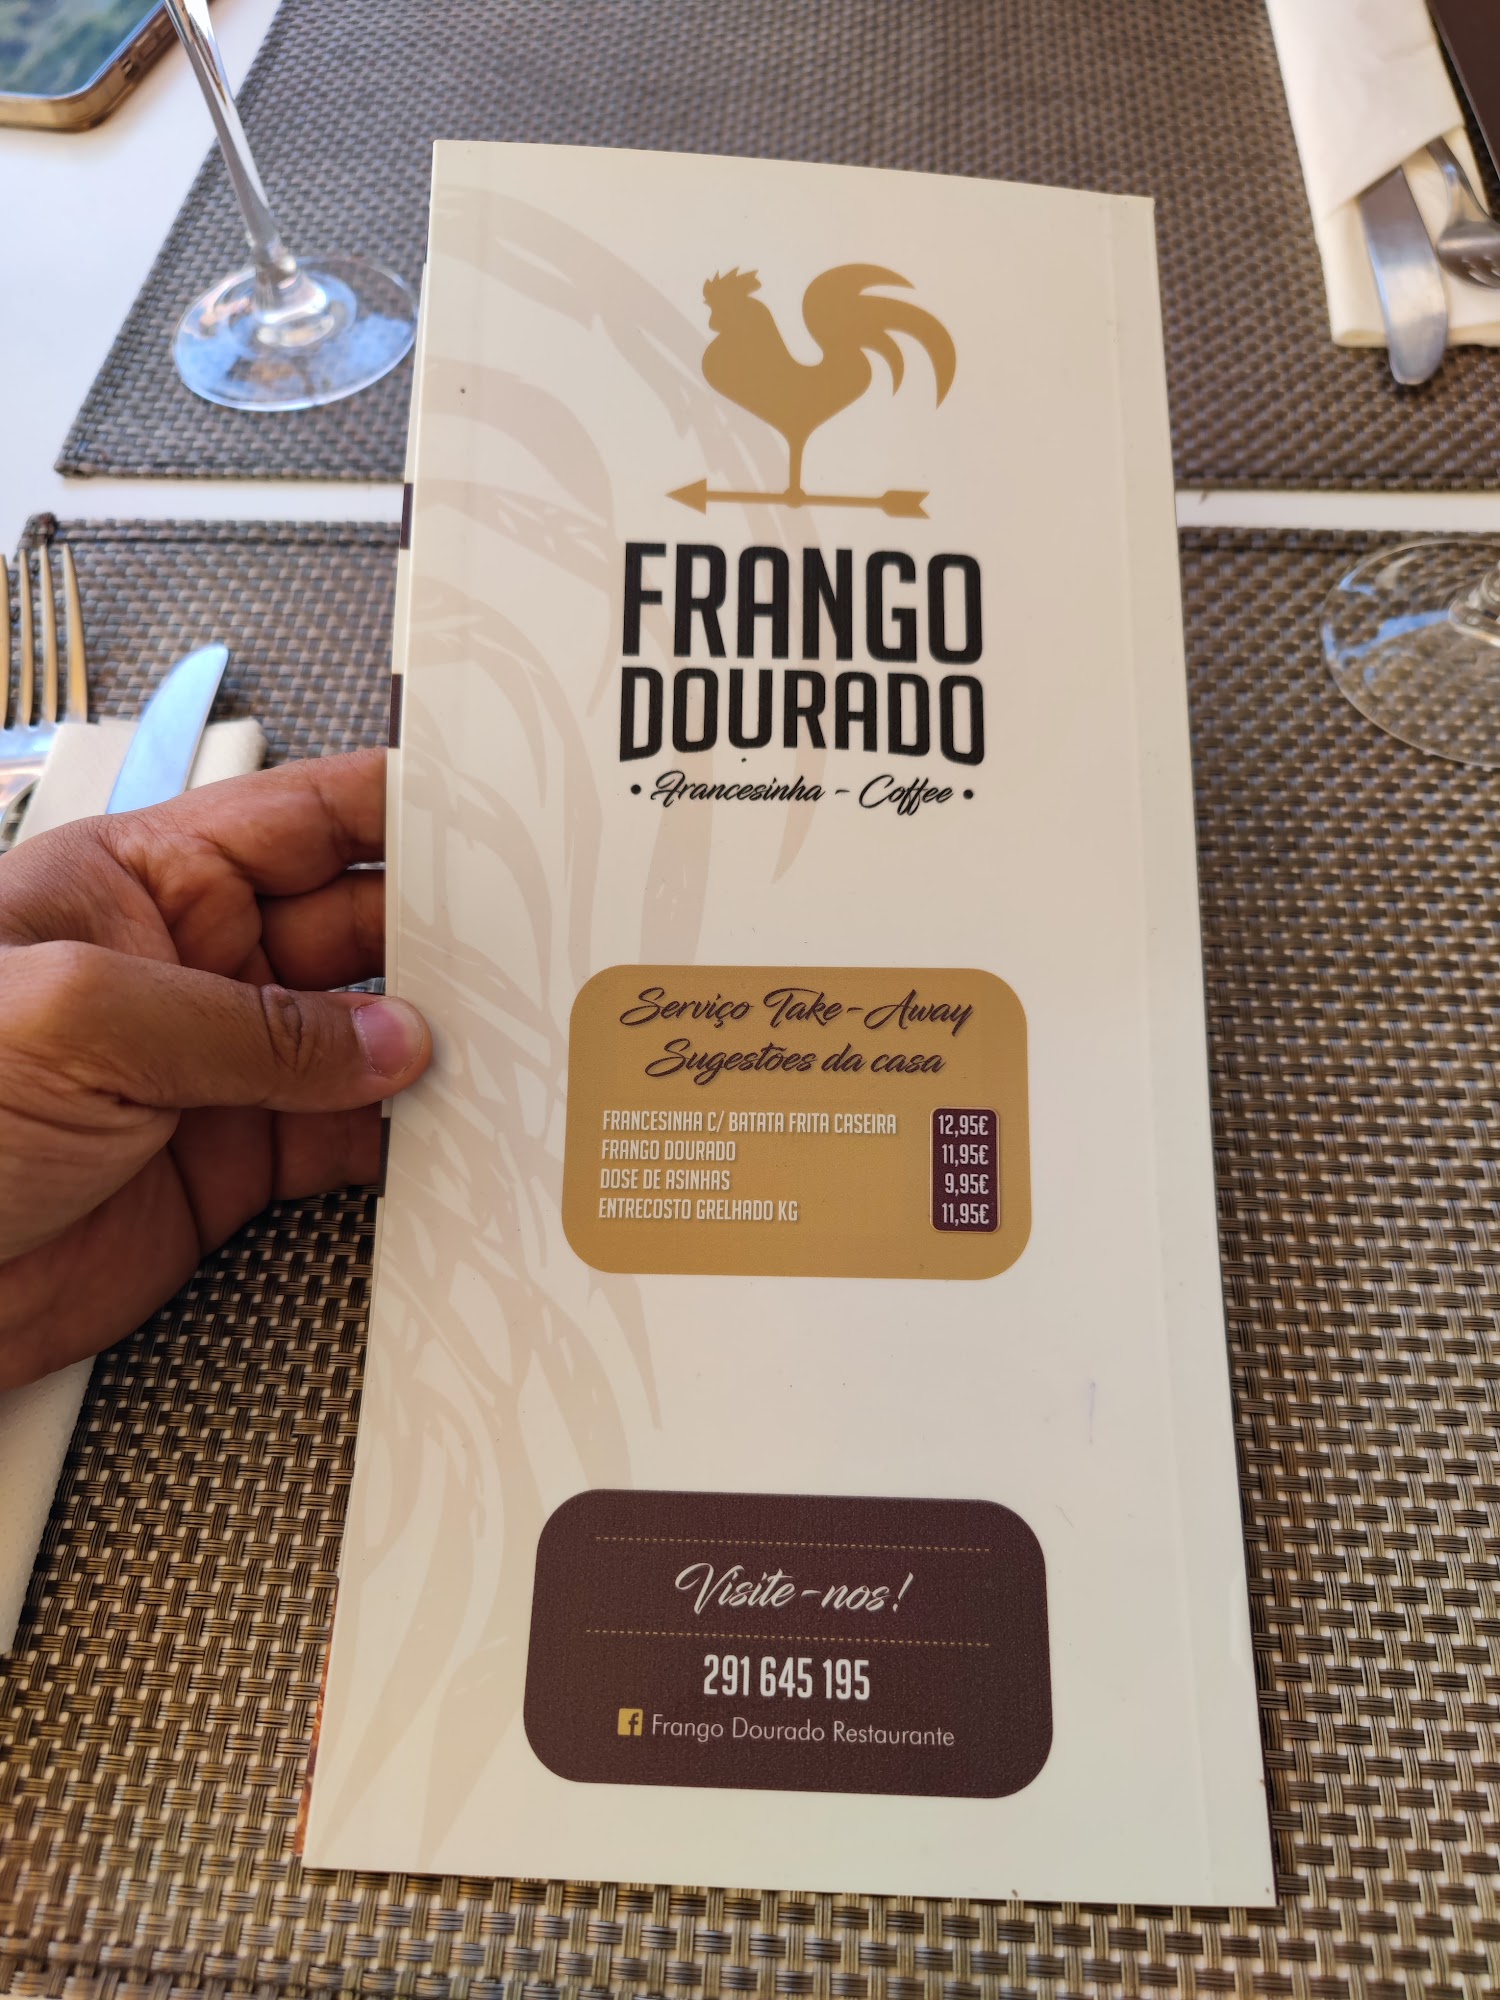 FRANGO
DOURADO
• Francesinha - Coffee •
Serviço Take-Away
Sugestões da casa
FRANCESINHA C/ BATATA FRITA CASEIRA 12,95€
FRANGO DOURADO 11,95€
DOSE DE ASINHAS 9,95€
ENTRECOSTO GRELHADO KG 11,95€
Visite-nos!
291 645 195
f Frango Dourado Restaurante